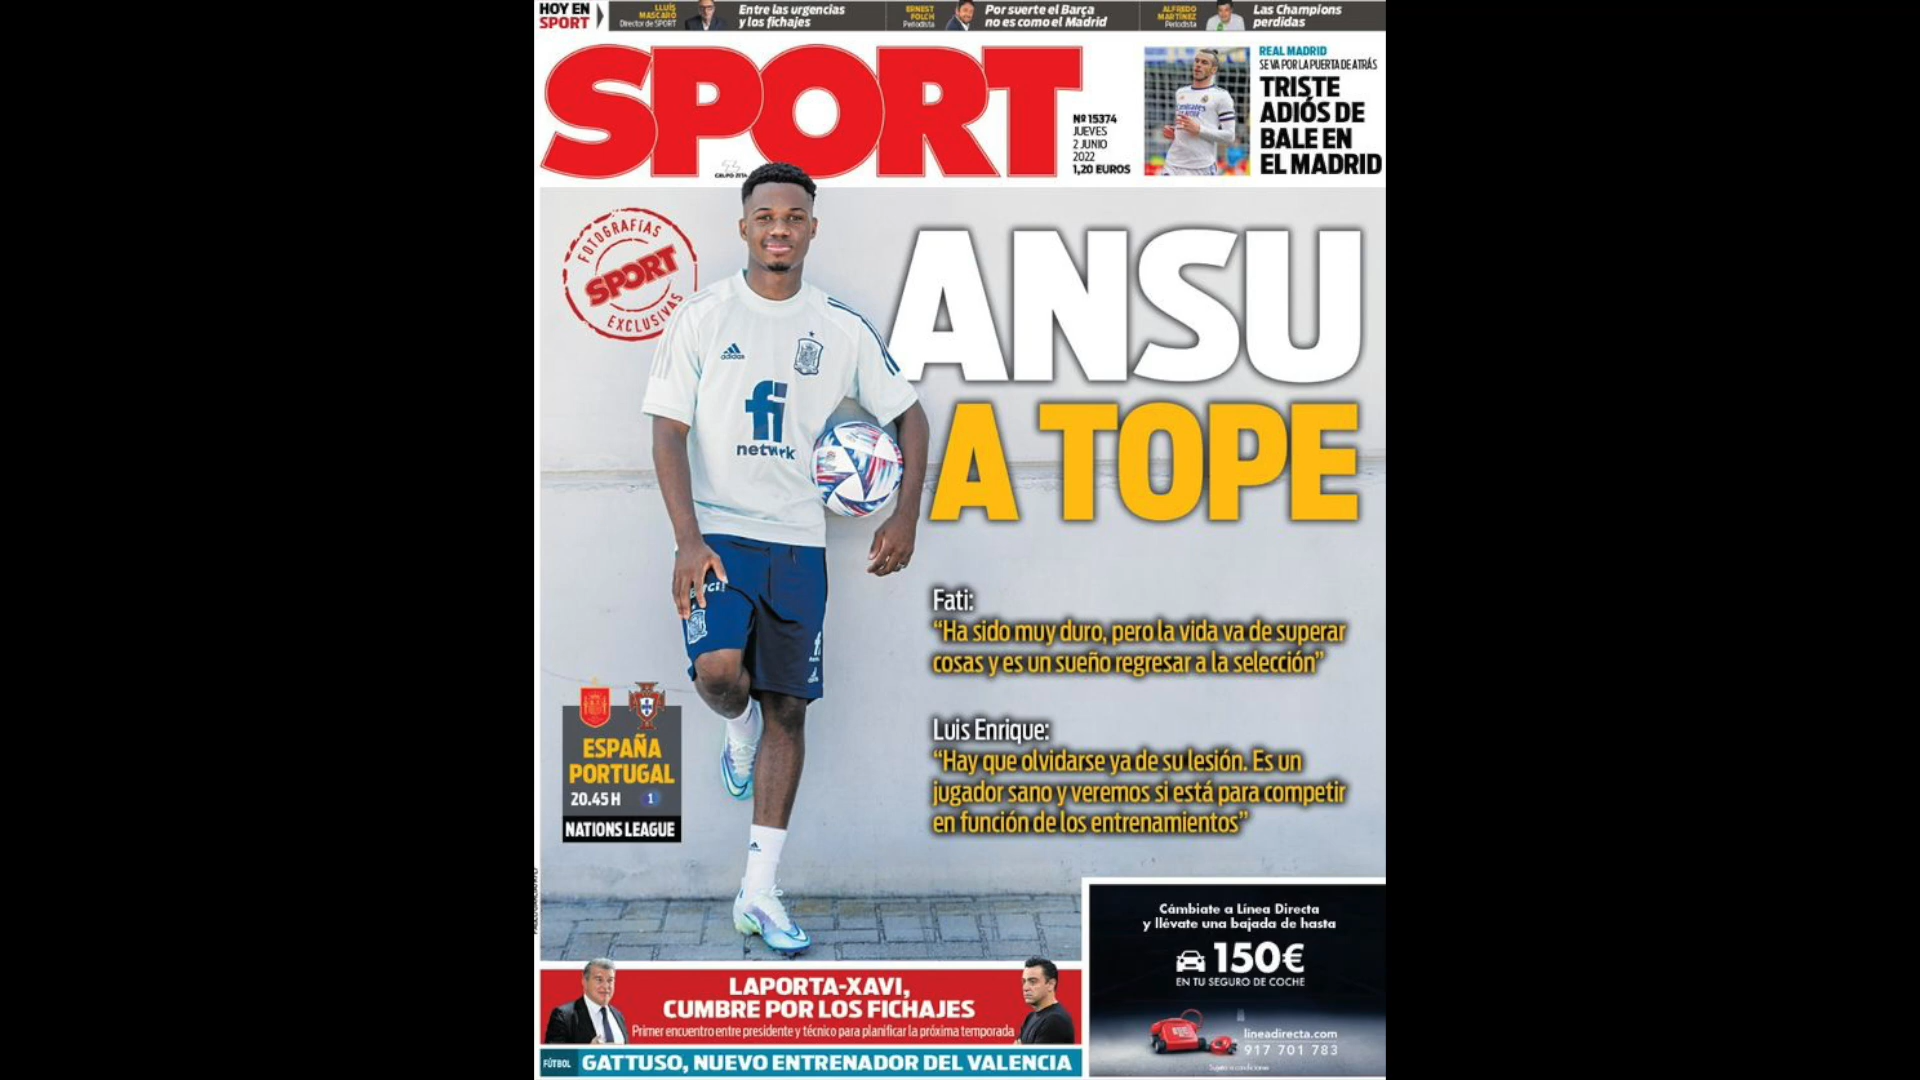 HOY EN
SPORT
LLUÍS
MASCARÓ
Director de SPORT
Entre las urgencias
y los fichajes
ERNEST
FOLCH
Periodista
Por suerte el Barça
no es como el Madrid
ALFREDO
MARTÍNEZ
Periodista
Las Champions
perdidas
SPORT
GRUPO ZETA
Nº 15374
JUEVES
2 JUNIO
2022
1,20 EUROS
REAL MADRID
SE VA POR LA PUERTA DE ATRÁS
TRISTE
ADIÓS DE
BALE EN
EL MADRID
FOTOGRAFÍAS
SPORT
EXCLUSIVAS
ANSU
A TOPE
adidas
fi
network
Fati:
“Ha sido muy duro, pero la vida va de superar
cosas y es un sueño regresar a la selección”
Luis Enrique:
“Hay que olvidarse ya de su lesión. Es un
jugador sano y veremos si está para competir
en función de los entrenamientos”
ESPAÑA
PORTUGAL
20.45 H 1
NATIONS LEAGUE
LAPORTA-XAVI,
CUMBRE POR LOS FICHAJES
Primer encuentro entre presidente y técnico para planificar la próxima temporada
FÚTBOL GATTUSO, NUEVO ENTRENADOR DEL VALENCIA
Cámbiate a Línea Directa
y llévate una bajada de hasta
150€
EN TU SEGURO DE COCHE
lineadirecta.com
917 701 783
Sujeto a condiciones